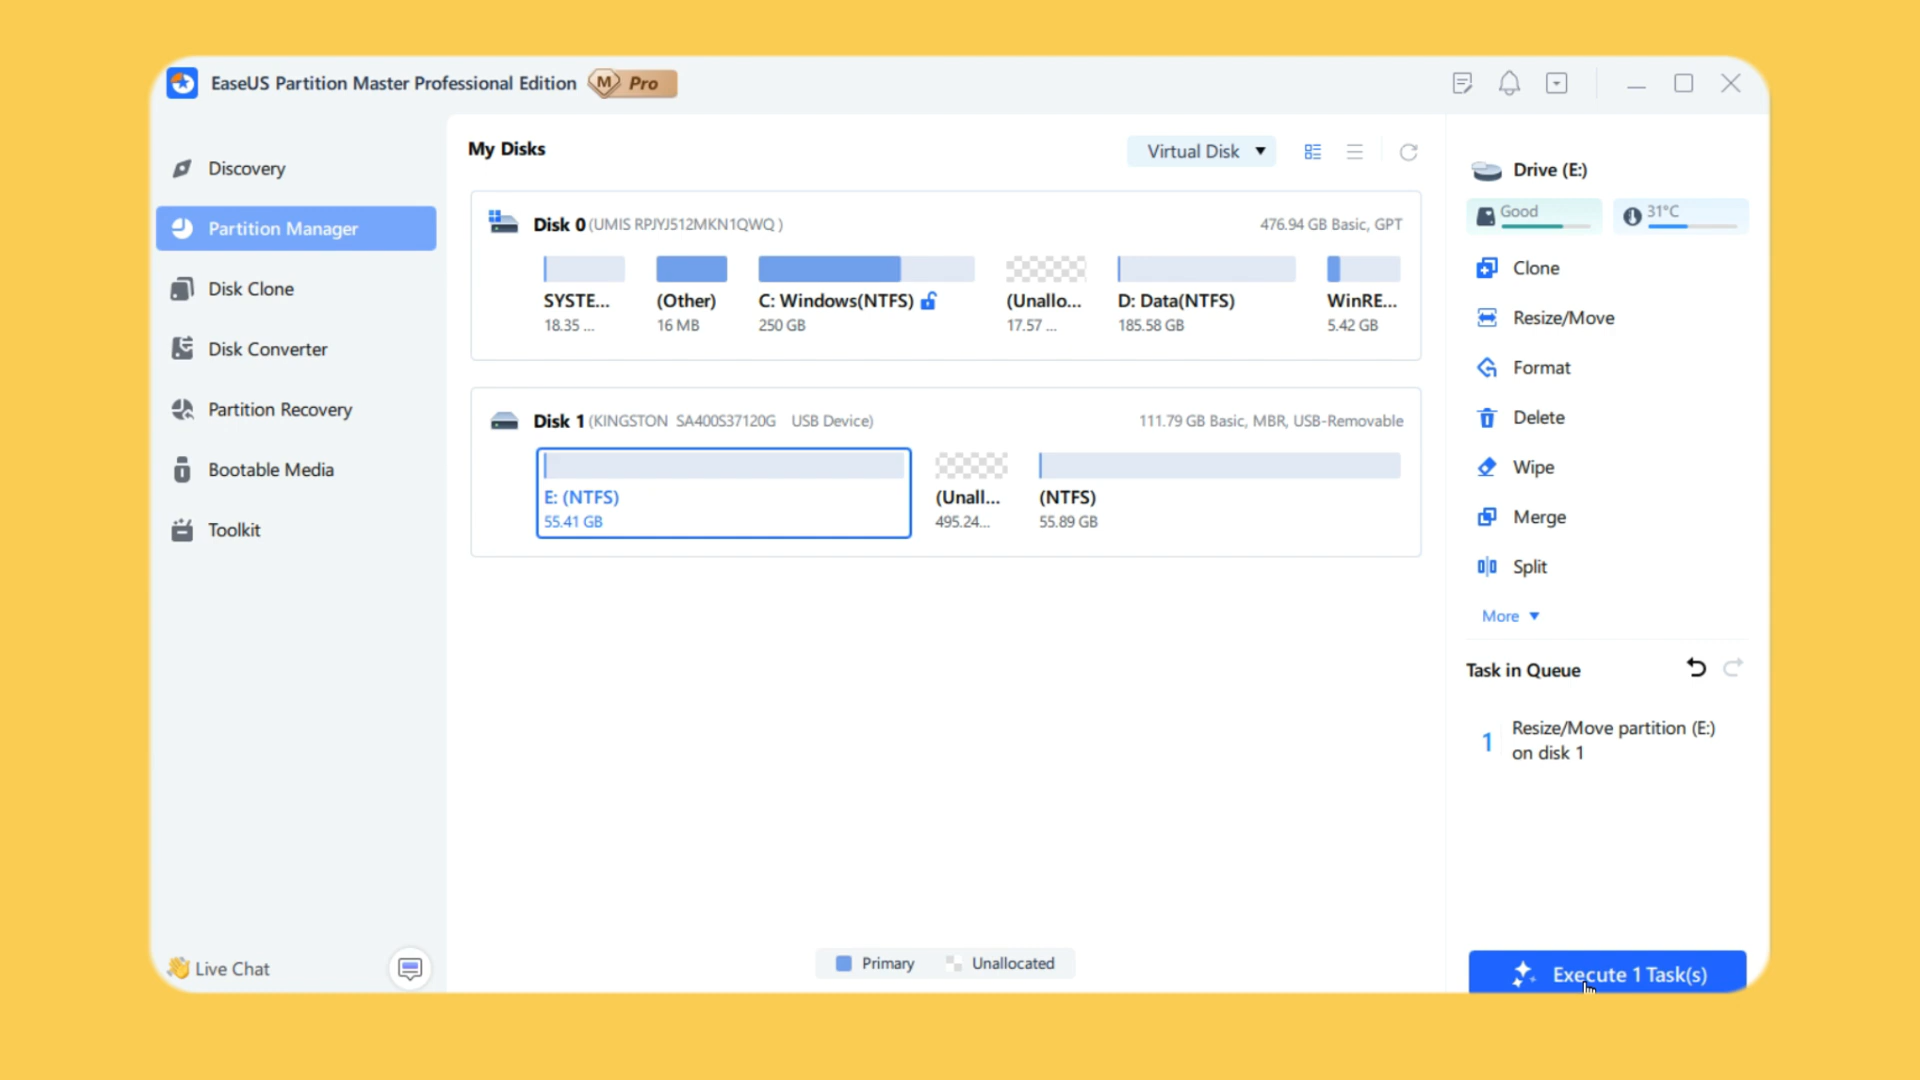 EaseUS Partition Master Professional Edition M Pro
Discovery
Partition Manager
Disk Clone
Disk Converter
Partition Recovery
Bootable Media
Toolkit
Live Chat
My Disks
Virtual Disk
Disk 0 (UMIS RPJYJ512MKN1QWQ )
476.94 GB Basic, GPT
SYSTE... (Other) C: Windows(NTFS) (Unallo... D: Data(NTFS) WinRE...
18.35 ... 16 MB 250 GB 17.57 ... 185.58 GB 5.42 GB
Disk 1 (KINGSTON SA400S37120G USB Device)
111.79 GB Basic, MBR, USB-Removable
E: (NTFS) (Unall... (NTFS)
55.41 GB 495.24... 55.89 GB
Primary Unallocated
Drive (E:)
Good 31°C
Clone
Resize/Move
Format
Delete
Wipe
Merge
Split
More
Task in Queue
1 Resize/Move partition (E:)
on disk 1
Execute 1 Task(s)